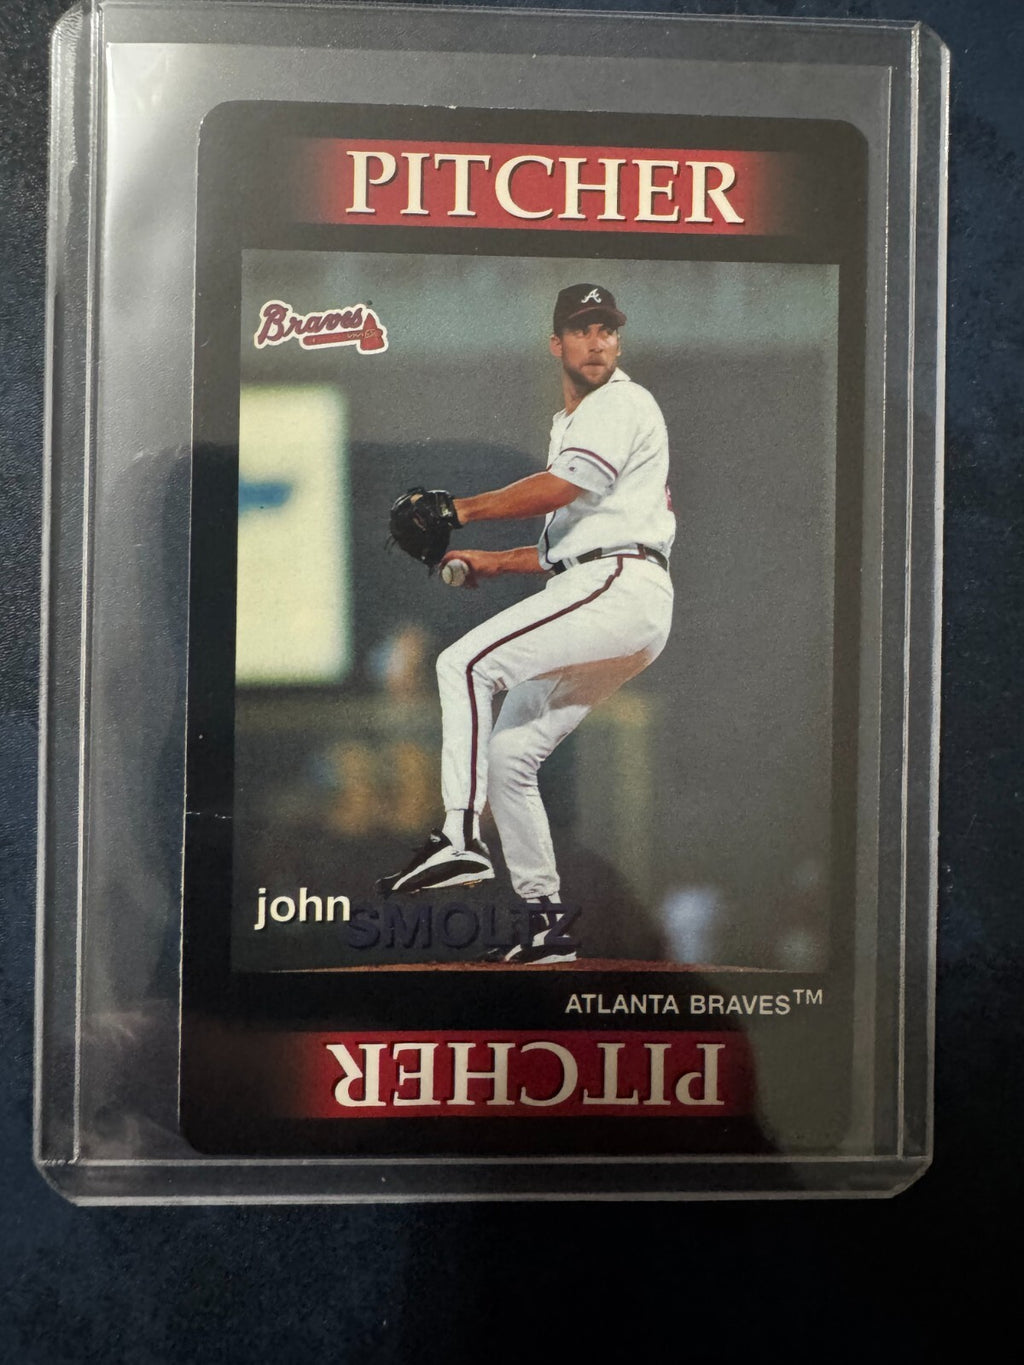 PITCHER
Braves
A
john SMOLTZ
ATLANTA BRAVES™
PITCHER